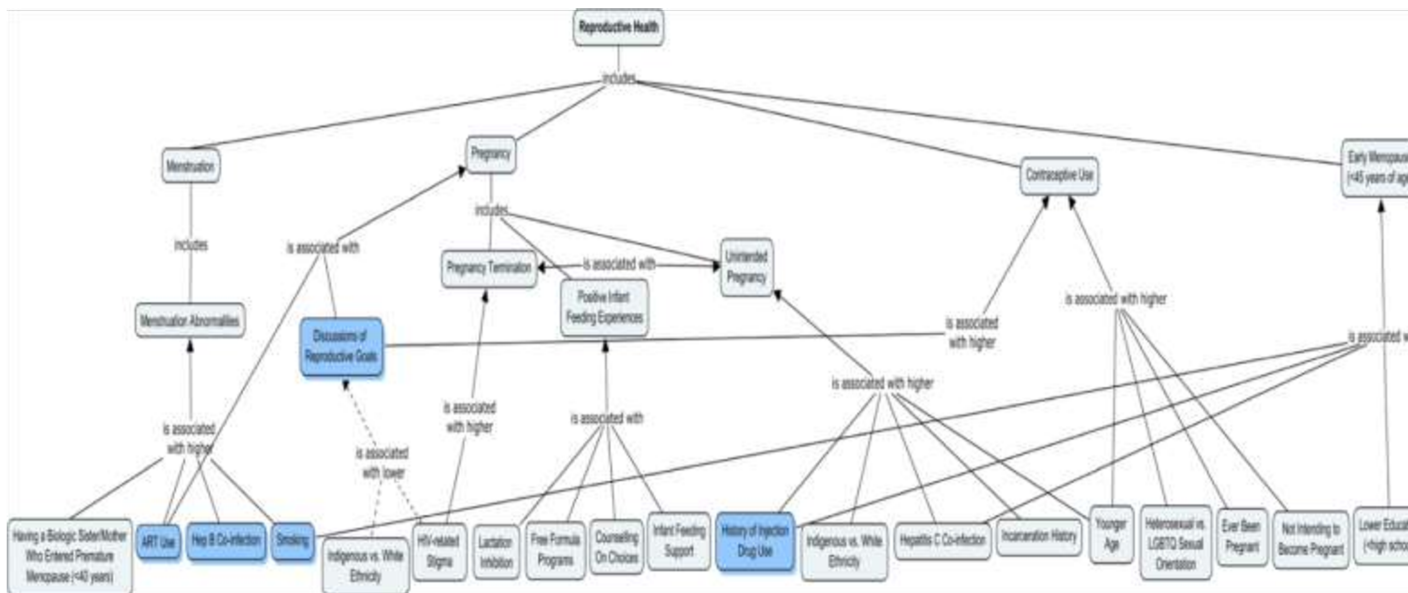 Reproductive Health
includes
Menstruation
Pregnancy
Contraceptive Use
Early Menopause
(<45 years of age
includes
includes
is associated with
Pregnancy Termination
is associated with
Unintended
Pregnancy
Positive Infant
Feeding Experiences
Menstruation Abnormalities
Discussions of
Reproductive Goals
is associated with higher
is associated
with higher
is associated w
is associated with higher
is associated
with higher
is associated with
is associated
with higher
is associated
with lower
Having a Biologic Sister/Mother
Who Entered Premature
Menopause (<40 years)
ART Use
Hep B Co-infection
Smoking
Indigenous vs. White
Ethnicity
HIV-related
Stigma
Lactation
Inhibition
Free Formula
Programs
Counselling
On Choices
Infant Feeding
Support
History of Injection
Drug Use
Indigenous vs. White
Ethnicity
Hepatitis C Co-infection
Incarceration History
Younger
Age
Heterosexual vs.
LGBTQ Sexual
Orientation
Ever Been
Pregnant
Not Intending to
Become Pregnant
Lower Educati
(<high schoo